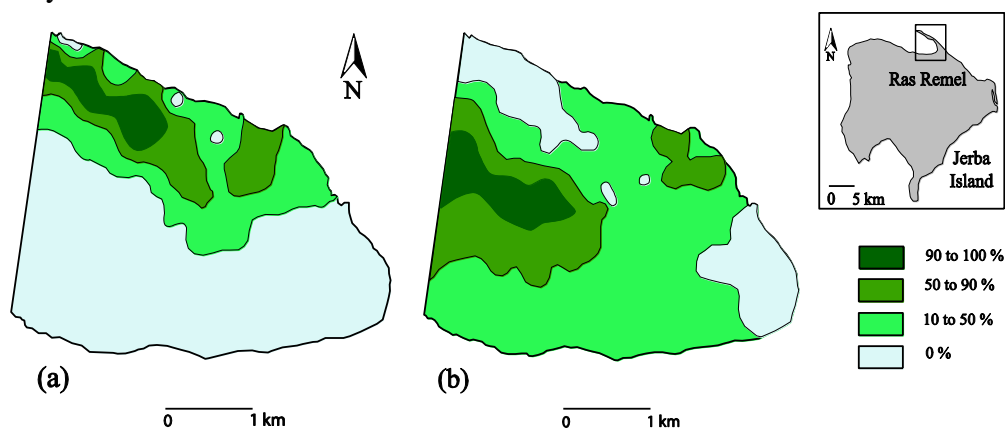 N
N
Ras Remel
Jerba
Island
0 5 km
90 to 100 %
50 to 90 %
10 to 50 %
0 %
(a)
(b)
0 1 km
0 1 km